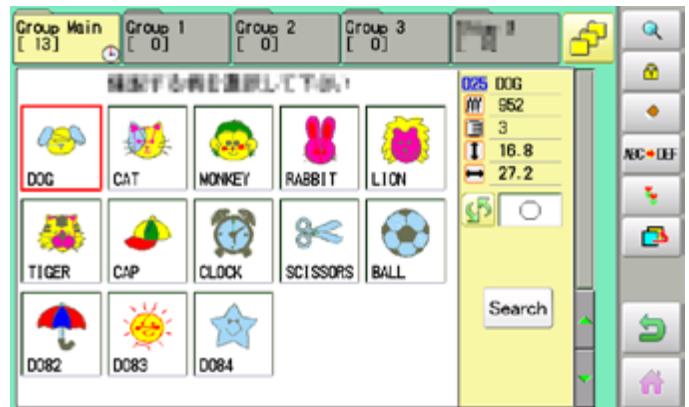 Group Main
[ 13]
Group 1
[ 0]
Group 2
[ 0]
Group 3
[ 0]
DOG
CAT
MONKEY
RABBIT
LION
TIGER
CAP
CLOCK
SCISSORS
BALL
D082
D083
D084
025 DOG
952
3
16.8
27.2
Search
ABC DEF